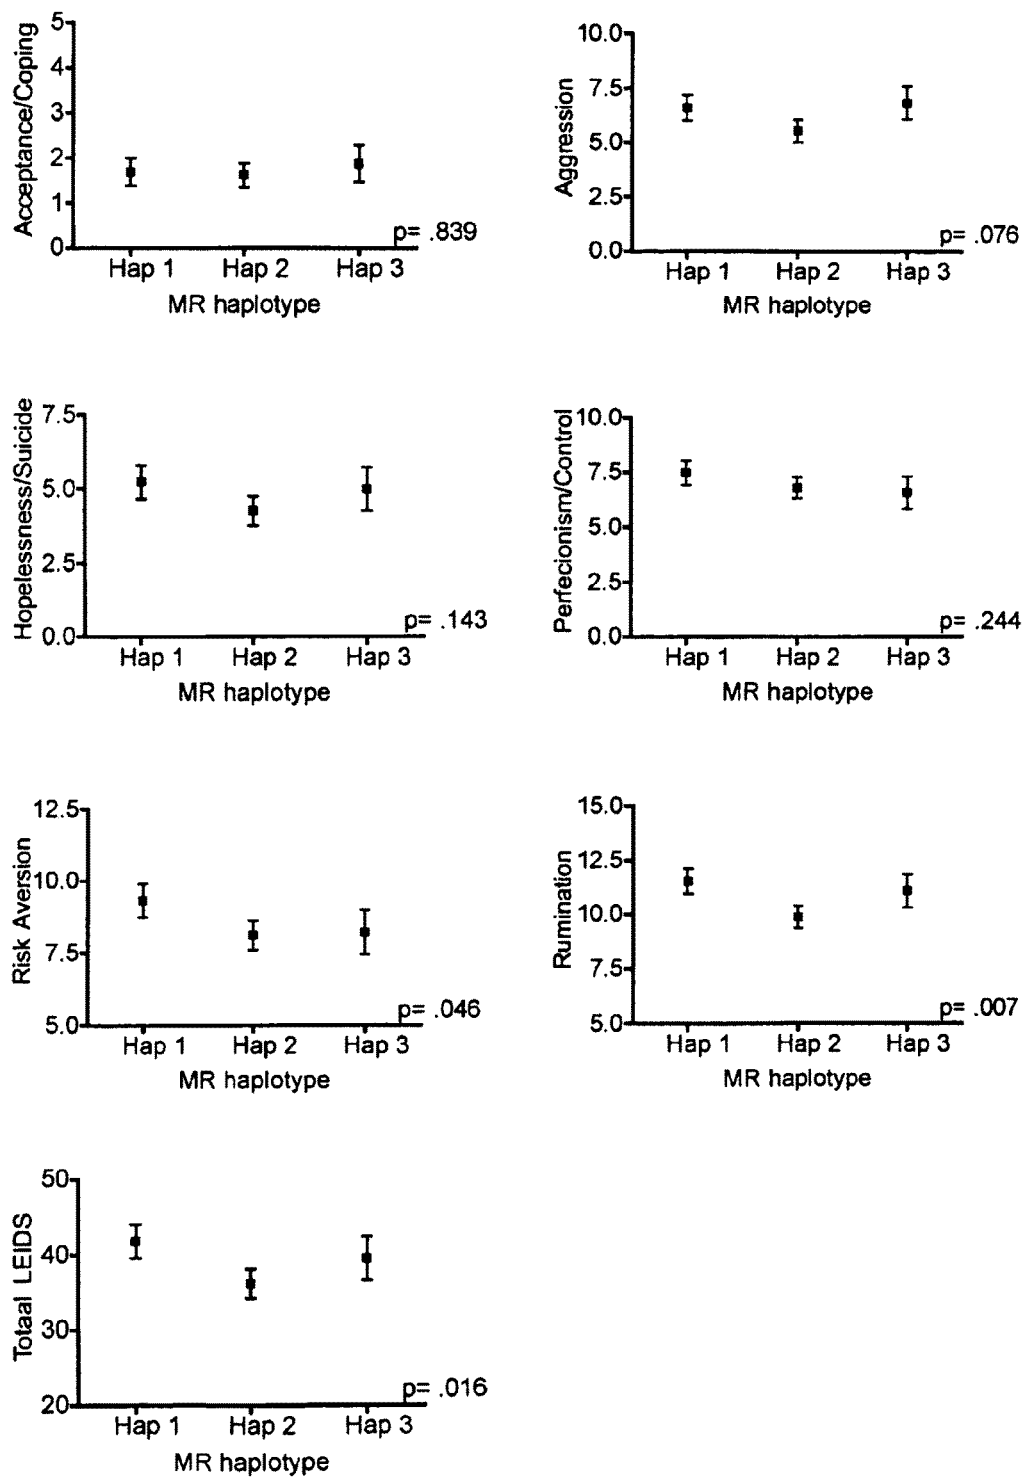 Acceptance/Coping
5
4
3
2
1
0
p= .839
Hap 1 Hap 2 Hap 3
MR haplotype
Aggression
10.0
7.5
5.0
2.5
0.0
p= .076
Hap 1 Hap 2 Hap 3
MR haplotype
Hopelessness/Suicide
7.5
5.0
2.5
0.0
p= .143
Hap 1 Hap 2 Hap 3
MR haplotype
Perfecionism/Control
10.0
7.5
5.0
2.5
0.0
p= .244
Hap 1 Hap 2 Hap 3
MR haplotype
Risk Aversion
12.5
10.0
7.5
5.0
p= .046
Hap 1 Hap 2 Hap 3
MR haplotype
Rumination
15.0
12.5
10.0
7.5
5.0
p= .007
Hap 1 Hap 2 Hap 3
MR haplotype
Totaal LEIDS
50
40
30
20
p= .016
Hap 1 Hap 2 Hap 3
MR haplotype